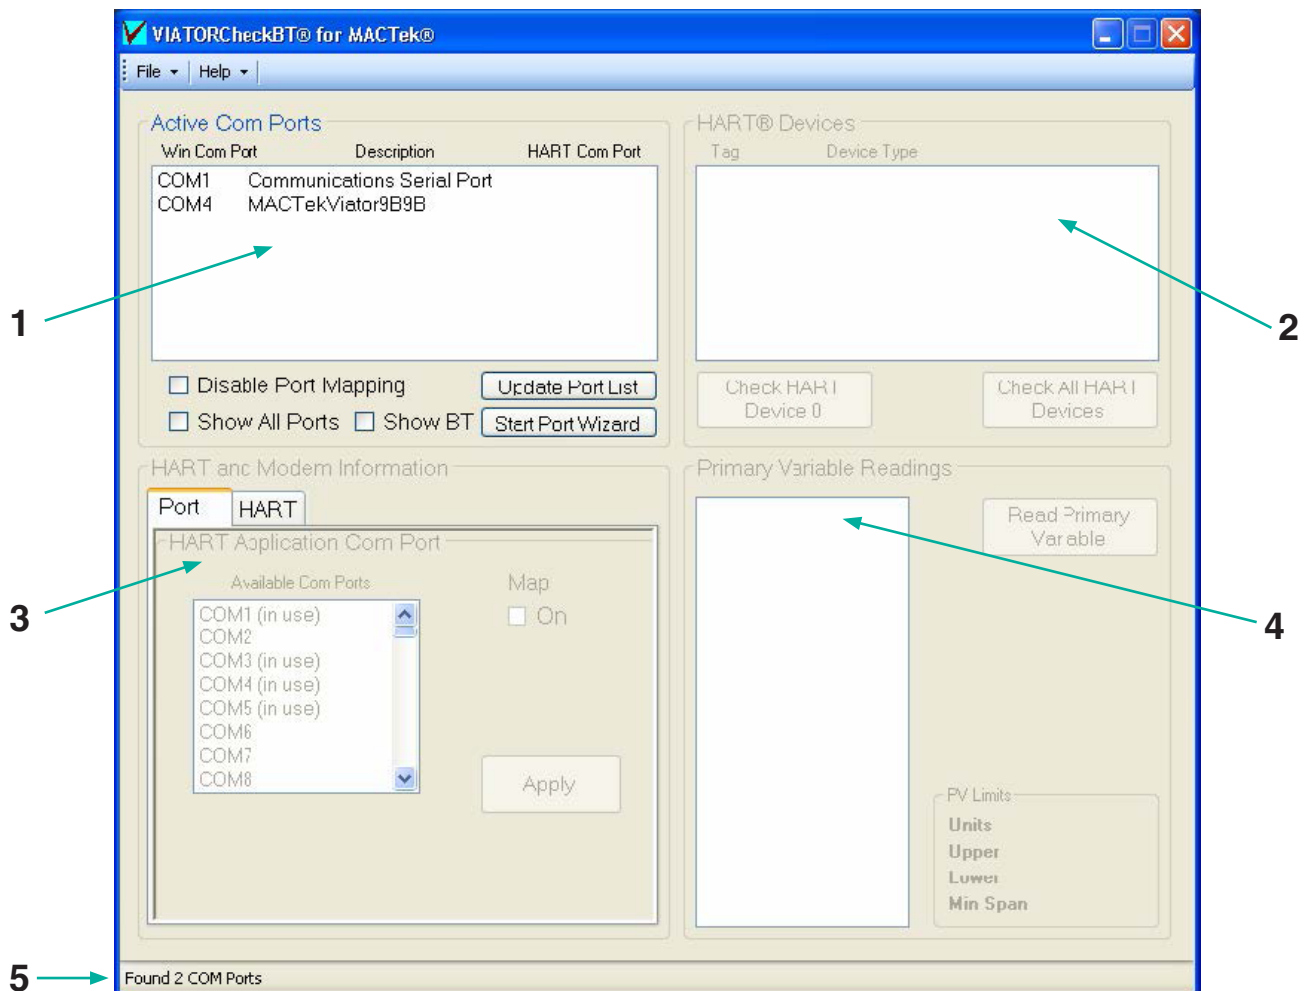 VIATORCheckBT® for MACTek®
File Help
Active Com Ports
Win Com Port Description HART Com Port
COM1 Communications Serial Port
COM4 MACTekViator9B9B
Disable Port Mapping Update Port List
Show All Ports Show BT Start Port Wizard
HART® Devices
Tag Device Type
Check HART
Device 0
Check All HART
Devices
1
2
HART and Modem Information
Port HART
HART Application Com Port
Available Com Ports
COM1 (in use)
COM2
COM3 (in use)
COM4 (in use)
COM5 (in use)
COM6
COM7
COM8
Map
On
Apply
3
Primary Variable Readings
Read Primary
Variable
PV Limits
Units
Upper
Lower
Min Span
4
5
Found 2 COM Ports